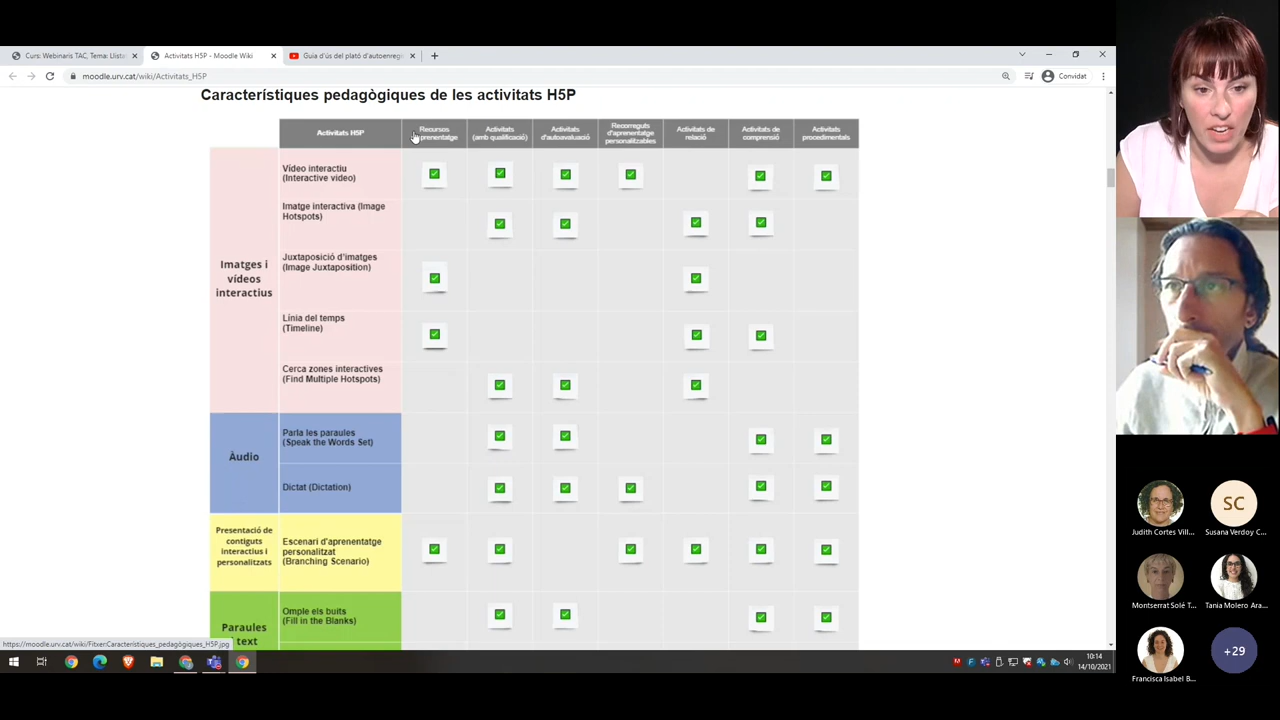 Curs: Webinaris TAC, Tema: Llista
Activitats H5P - Moodle Wiki
Guia d'ús del plató d'autoenreg
moodle.urv.cat/wiki/Activitats_H5P
Convidat
Característiques pedagògiques de les activitats H5P
Activitats H5P
Recursos
prenentatge
Activitats
(amb qualificació)
Activitats
d'autoavaluació
Recorreguts
d'aprenentatge
personalitzables
Activitats de
relació
Activitats de
comprensió
Activitats
procedimentals
Imatges i
vídeos
interactius
Vídeo interactiu
(Interactive video)
Imatge interactiva (Image
Hotspots)
Juxtaposició d'imatges
(Image Juxtaposition)
Línia del temps
(Timeline)
Cerca zones interactives
(Find Multiple Hotspots)
Àudio
Parla les paraules
(Speak the Words Set)
Dictat (Dictation)
Presentació de
contiguts
interactius i
personalitzats
Escenari d'aprenentatge
personalitzat
(Branching Scenario)
Paraules
i text
Omple els buits
(Fill in the Blanks)
https://moodle.urv.cat/wiki/Fitxer:Característiques_pedagògiques_H5P.jpg
10:14
14/10/2021
Judith Cortes Vill...
SC
Susana Verdoy C...
Montserrat Solé T...
Tania Molero Ara...
Francisca Isabel B...
+29